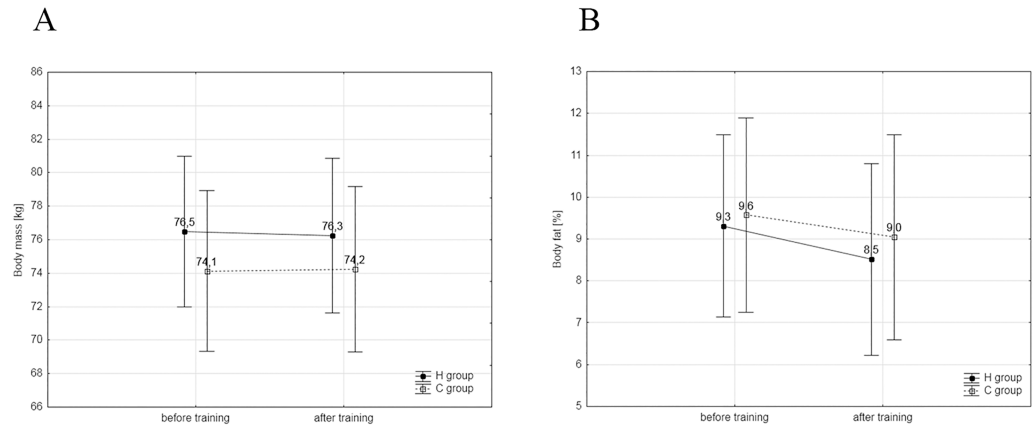 A
86
84
82
80
78
76
74
72
70
68
66
Body mass [kg]
76,5
76,3
74,1
74,2
H group
C group
before training
after training
B
13
12
11
10
9
8
7
6
5
Body fat [%]
9,3
9,6
8,5
9,0
H group
C group
before training
after training